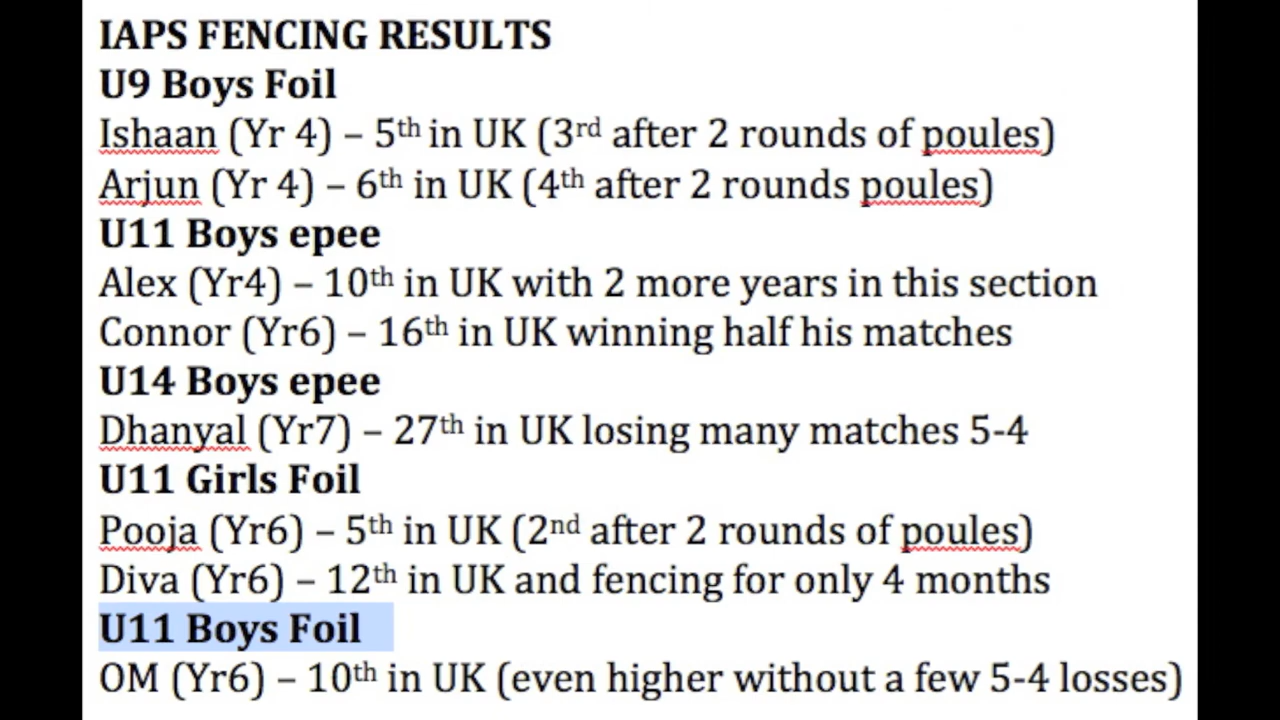 IAPS FENCING RESULTS
U9 Boys Foil
Ishaan (Yr 4) – 5th in UK (3rd after 2 rounds of poules)
Arjun (Yr 4) – 6th in UK (4th after 2 rounds poules)
U11 Boys epee
Alex (Yr4) – 10th in UK with 2 more years in this section
Connor (Yr6) – 16th in UK winning half his matches
U14 Boys epee
Dhanyal (Yr7) – 27th in UK losing many matches 5-4
U11 Girls Foil
Pooja (Yr6) – 5th in UK (2nd after 2 rounds of poules)
Diva (Yr6) – 12th in UK and fencing for only 4 months
U11 Boys Foil
OM (Yr6) – 10th in UK (even higher without a few 5-4 losses)